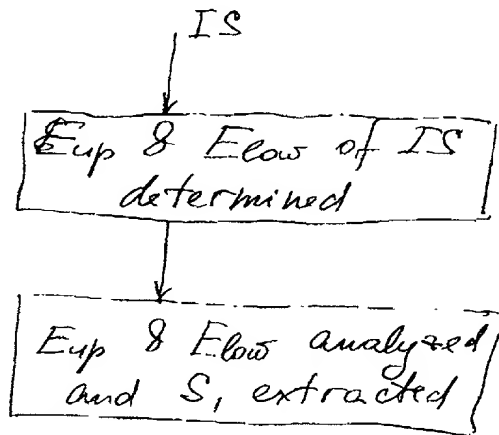 IS
Eup & Elow of IS
determined
Eup & Elow analyzed
and S, extracted